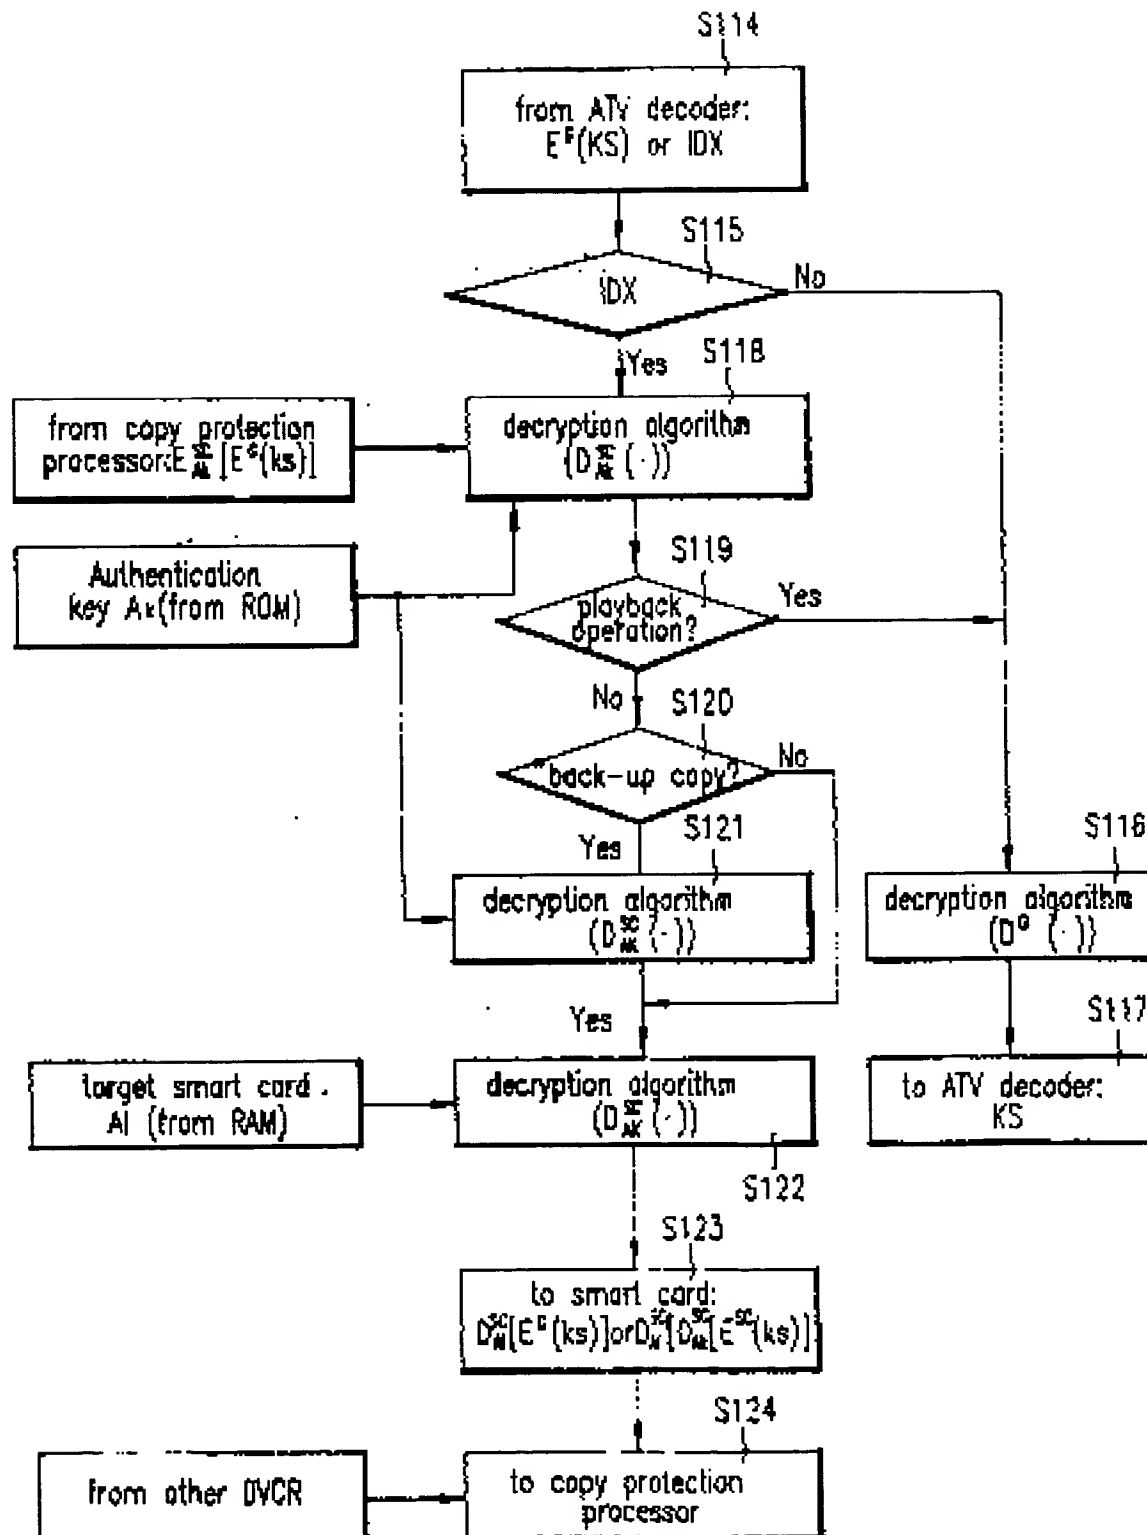 S114
from ATV decoder:
(KS) or IDX
S115
IDX
No
Yes
S118
from copy protection
processor:
[E (ks)]
decryption algorithm
Authentication
key Ak(from ROM)
S119
playback
operation?
Yes
No
S120
back-up copy?
No
Yes
S121
decryption algorithm
S116
decryption algorithm
Yes
S117
target smart card
AI (from RAM)
decryption algorithm
to ATV decoder:
KS
S122
S123
to smart card:
S124
from other DVCR
to copy protection
processor